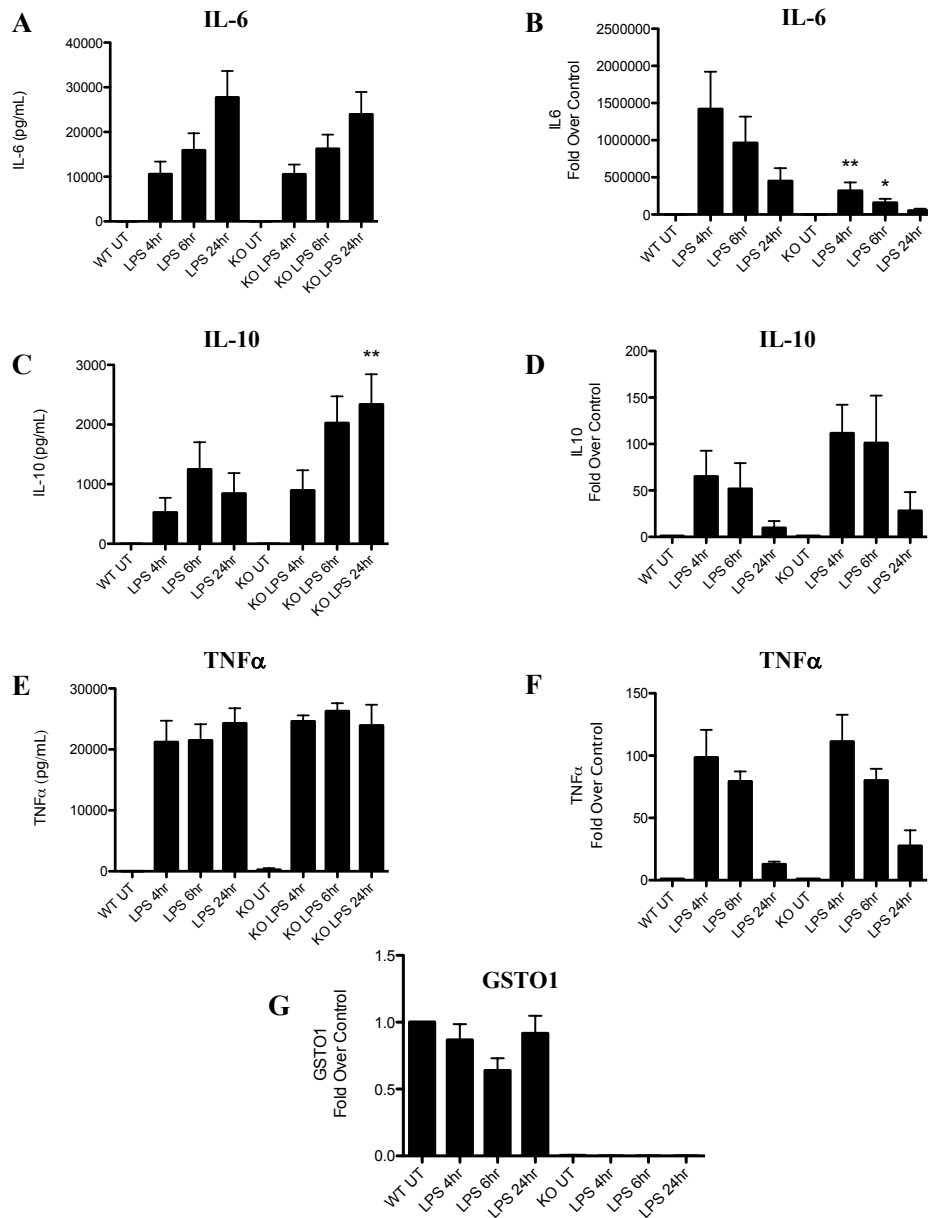 A
IL-6
IL-6 (pg/mL)
40000
30000
20000
10000
0
WT UT
LPS 4hr
LPS 6hr
LPS 24hr
KO UT
KO LPS 4hr
KO LPS 6hr
KO LPS 24hr
B
IL-6
IL6
Fold Over Control
2500000
2000000
1500000
1000000
500000
0
**
*
WT UT
LPS 4hr
LPS 6hr
LPS 24hr
KO UT
LPS 4hr
LPS 6hr
LPS 24hr
C
IL-10
IL-10 (pg/mL)
3000
2000
1000
0
**
WT UT
LPS 4hr
LPS 6hr
LPS 24hr
KO UT
KO LPS 4hr
KO LPS 6hr
KO LPS 24hr
D
IL-10
IL10
Fold Over Control
200
150
100
50
0
WT UT
LPS 4hr
LPS 6hr
LPS 24hr
KO UT
LPS 4hr
LPS 6hr
LPS 24hr
E
TNFα
TNFα (pg/mL)
30000
20000
10000
0
WT UT
LPS 4hr
LPS 6hr
LPS 24hr
KO UT
KO LPS 4hr
KO LPS 6hr
KO LPS 24hr
F
TNFα
TNFα
Fold Over Control
150
100
50
0
WT UT
LPS 4hr
LPS 6hr
LPS 24hr
KO UT
LPS 4hr
LPS 6hr
LPS 24hr
G
GSTO1
GSTO1
Fold Over Control
1.5
1.0
0.5
0.0
WT UT
LPS 4hr
LPS 6hr
LPS 24hr
KO UT
LPS 4hr
LPS 6hr
LPS 24hr